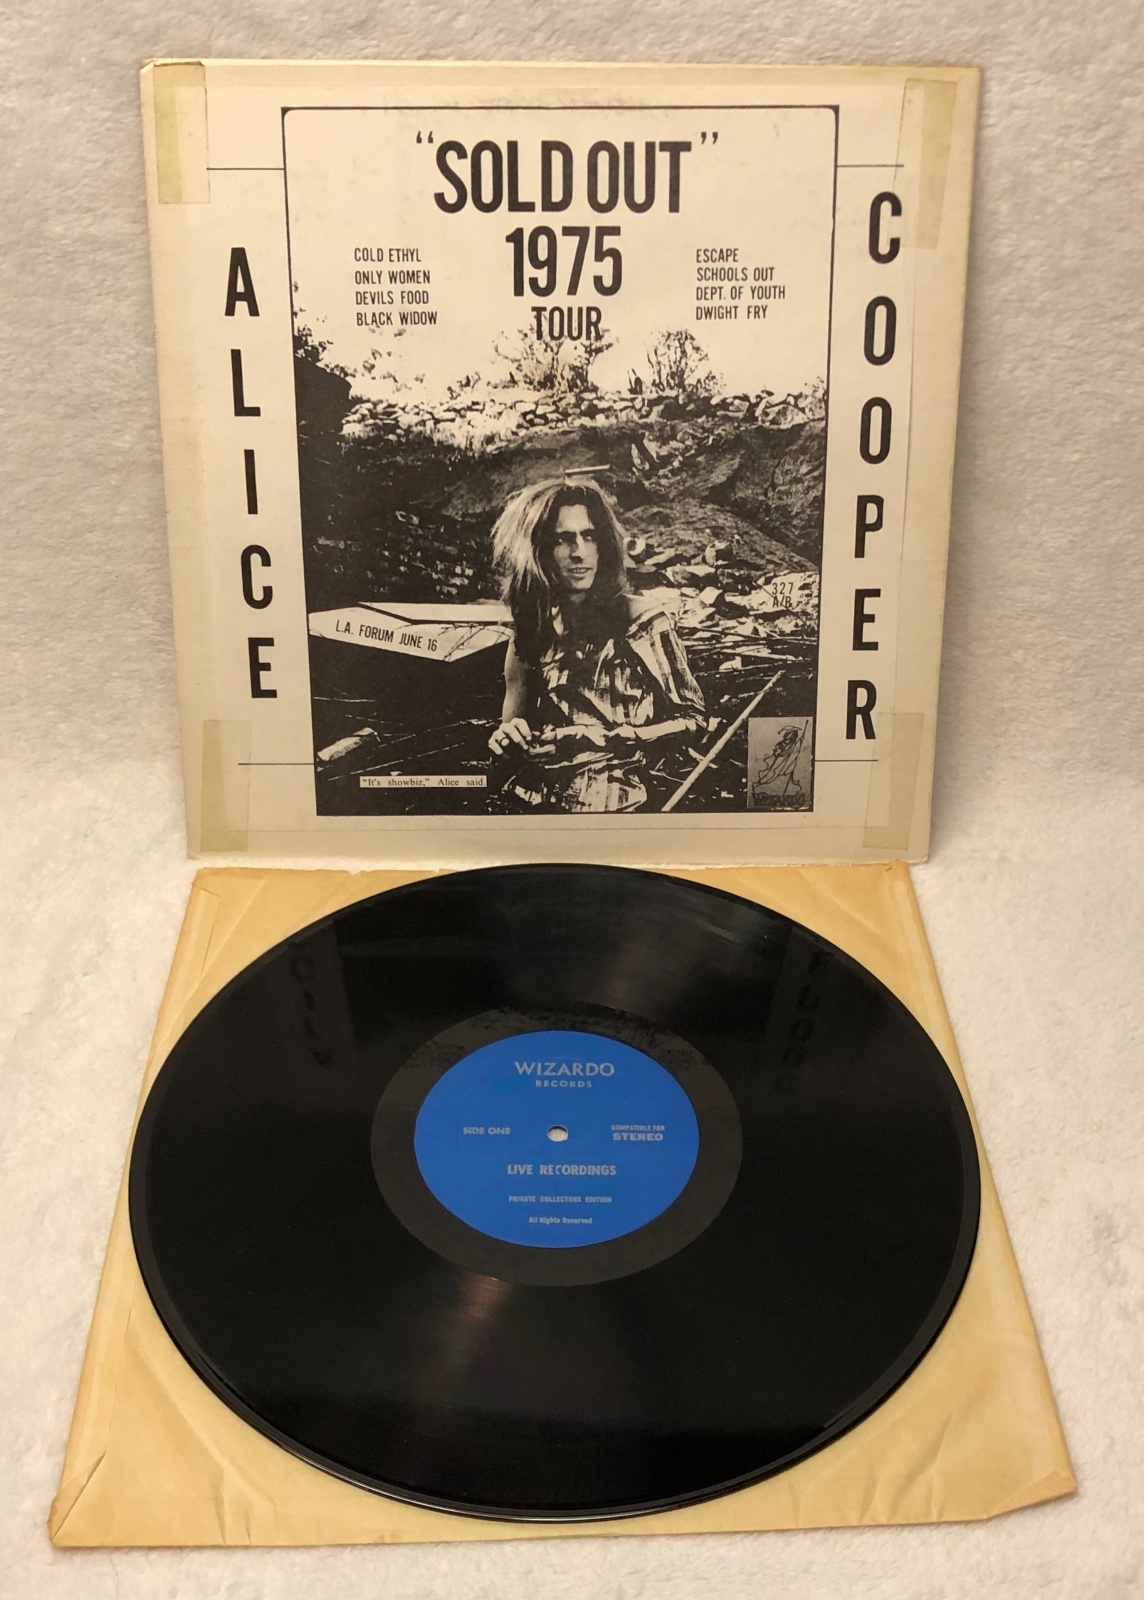 "SOLD OUT"
1975
TOUR
COLD ETHYL
ONLY WOMEN
DEVILS FOOD
BLACK WIDOW
ESCAPE
SCHOOLS OUT
DEPT. OF YOUTH
DWIGHT FRY
ALICE
COOPER
327
A/B
L.A. FORUM JUNE 16
"It's showbiz," Alice said.
WIZARDO
WIZARDO
RECORDS
SIDE ONE
COMPATIBLE FOR
STEREO
LIVE RECORDINGS
PRIVATE COLLECTORS EDITION
All Rights Reserved